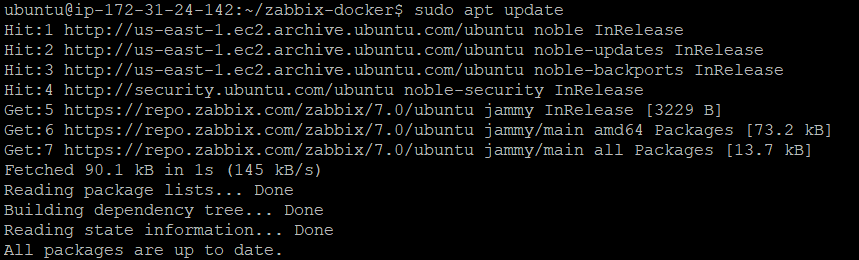 ubuntu@ip-172-31-24-142:~/zabbix-docker$ sudo apt update
Hit:1 http://us-east-1.ec2.archive.ubuntu.com/ubuntu noble InRelease
Hit:2 http://us-east-1.ec2.archive.ubuntu.com/ubuntu noble-updates InRelease
Hit:3 http://us-east-1.ec2.archive.ubuntu.com/ubuntu noble-backports InRelease
Hit:4 http://security.ubuntu.com/ubuntu noble-security InRelease
Get:5 https://repo.zabbix.com/zabbix/7.0/ubuntu jammy InRelease [3229 B]
Get:6 https://repo.zabbix.com/zabbix/7.0/ubuntu jammy/main amd64 Packages [73.2 kB]
Get:7 https://repo.zabbix.com/zabbix/7.0/ubuntu jammy/main all Packages [13.7 kB]
Fetched 90.1 kB in 1s (145 kB/s)
Reading package lists... Done
Building dependency tree... Done
Reading state information... Done
All packages are up to date.